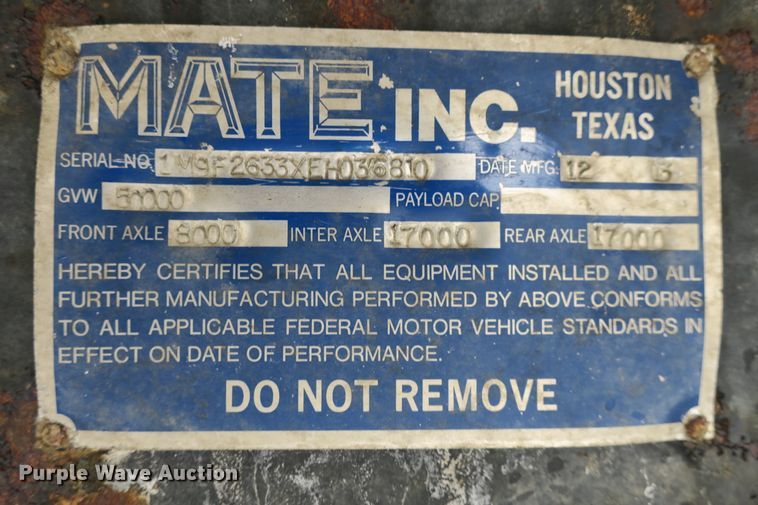 MATE INC. HOUSTON TEXAS
SERIAL NO. 1M9F2633XEH036810 DATE MFG. 12 13
GVW 50000 PAYLOAD CAP.
FRONT AXLE 8000 INTER AXLE 17000 REAR AXLE 17000
HEREBY CERTIFIES THAT ALL EQUIPMENT INSTALLED AND ALL
FURTHER MANUFACTURING PERFORMED BY ABOVE CONFORMS
TO ALL APPLICABLE FEDERAL MOTOR VEHICLE STANDARDS IN
EFFECT ON DATE OF PERFORMANCE.
DO NOT REMOVE
Purple Wave Auction